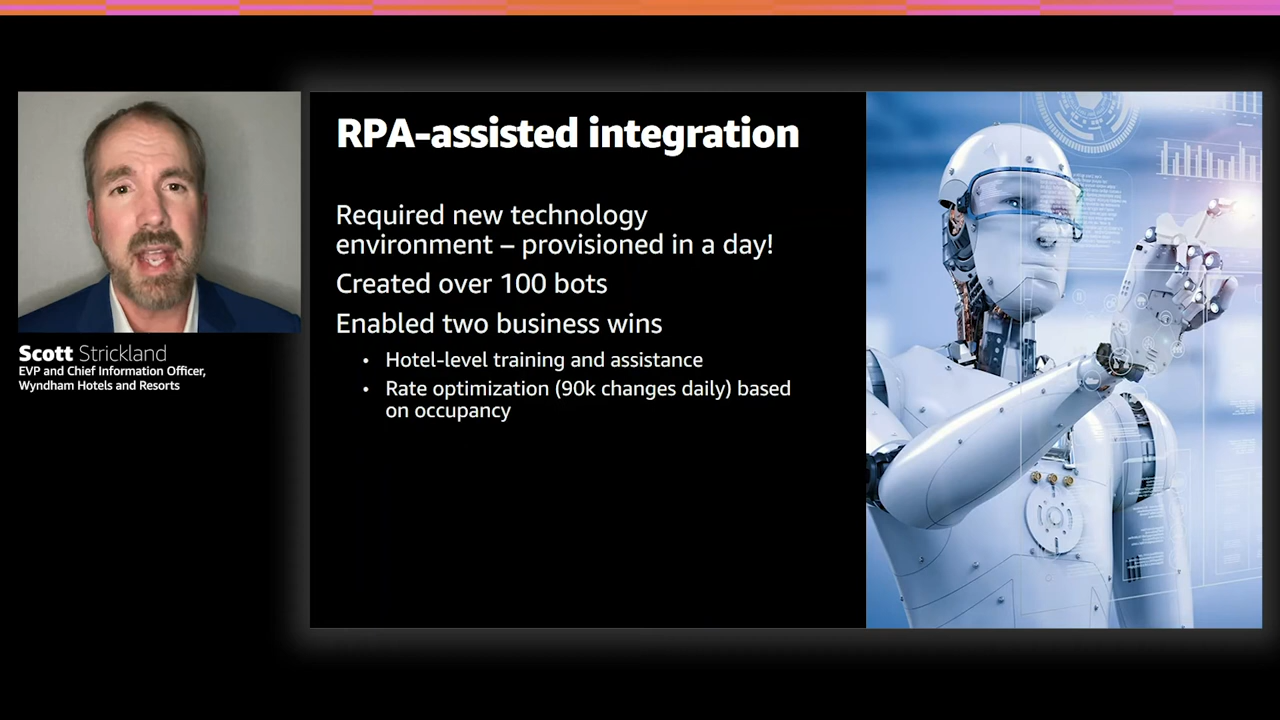 RPA-assisted integration
Required new technology
environment – provisioned in a day!
Created over 100 bots
Enabled two business wins
• Hotel-level training and assistance
• Rate optimization (90k changes daily) based
on occupancy
Scott Strickland
EVP and Chief Information Officer,
Wyndham Hotels and Resorts